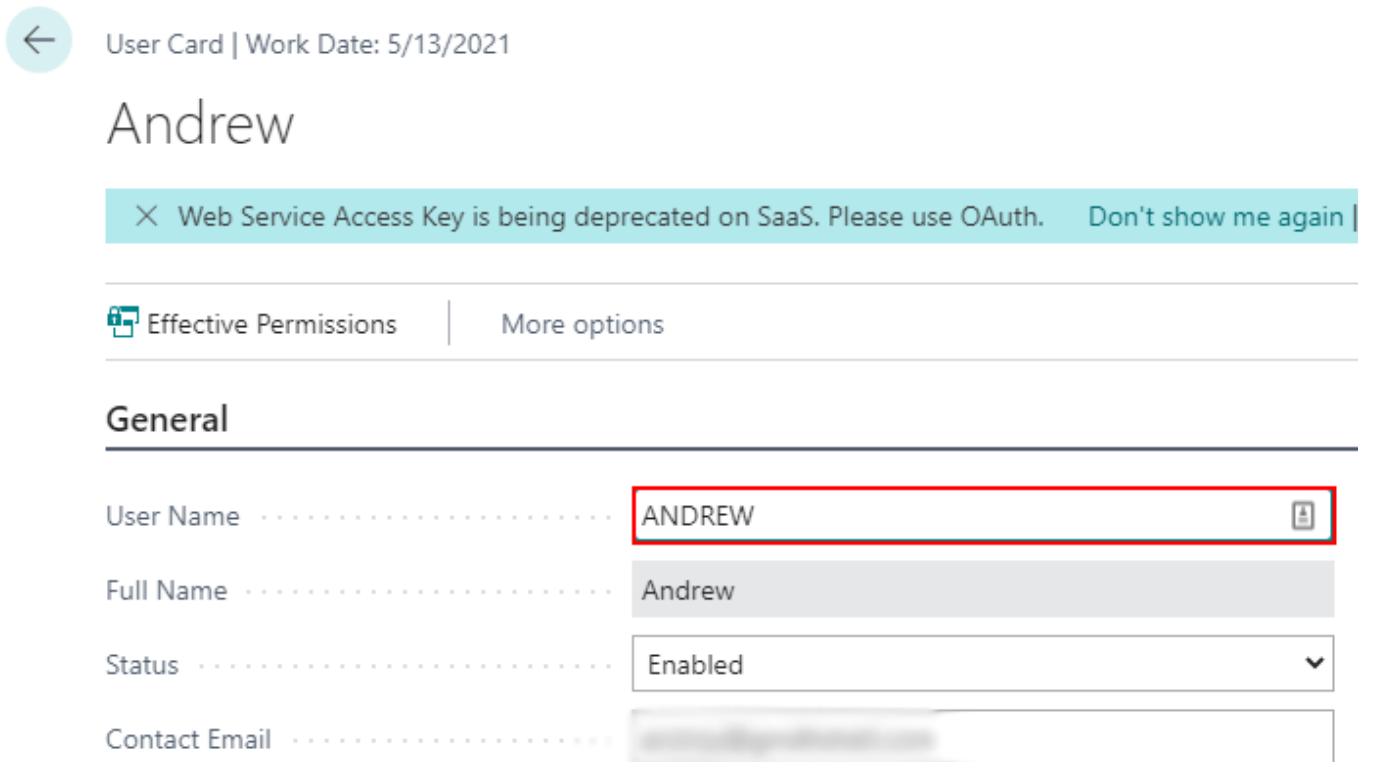 User Card | Work Date: 5/13/2021
Andrew
Web Service Access Key is being deprecated on SaaS. Please use OAuth. Don't show me again |
Effective Permissions More options
General
User Name ANDREW
Full Name Andrew
Status Enabled
Contact Email